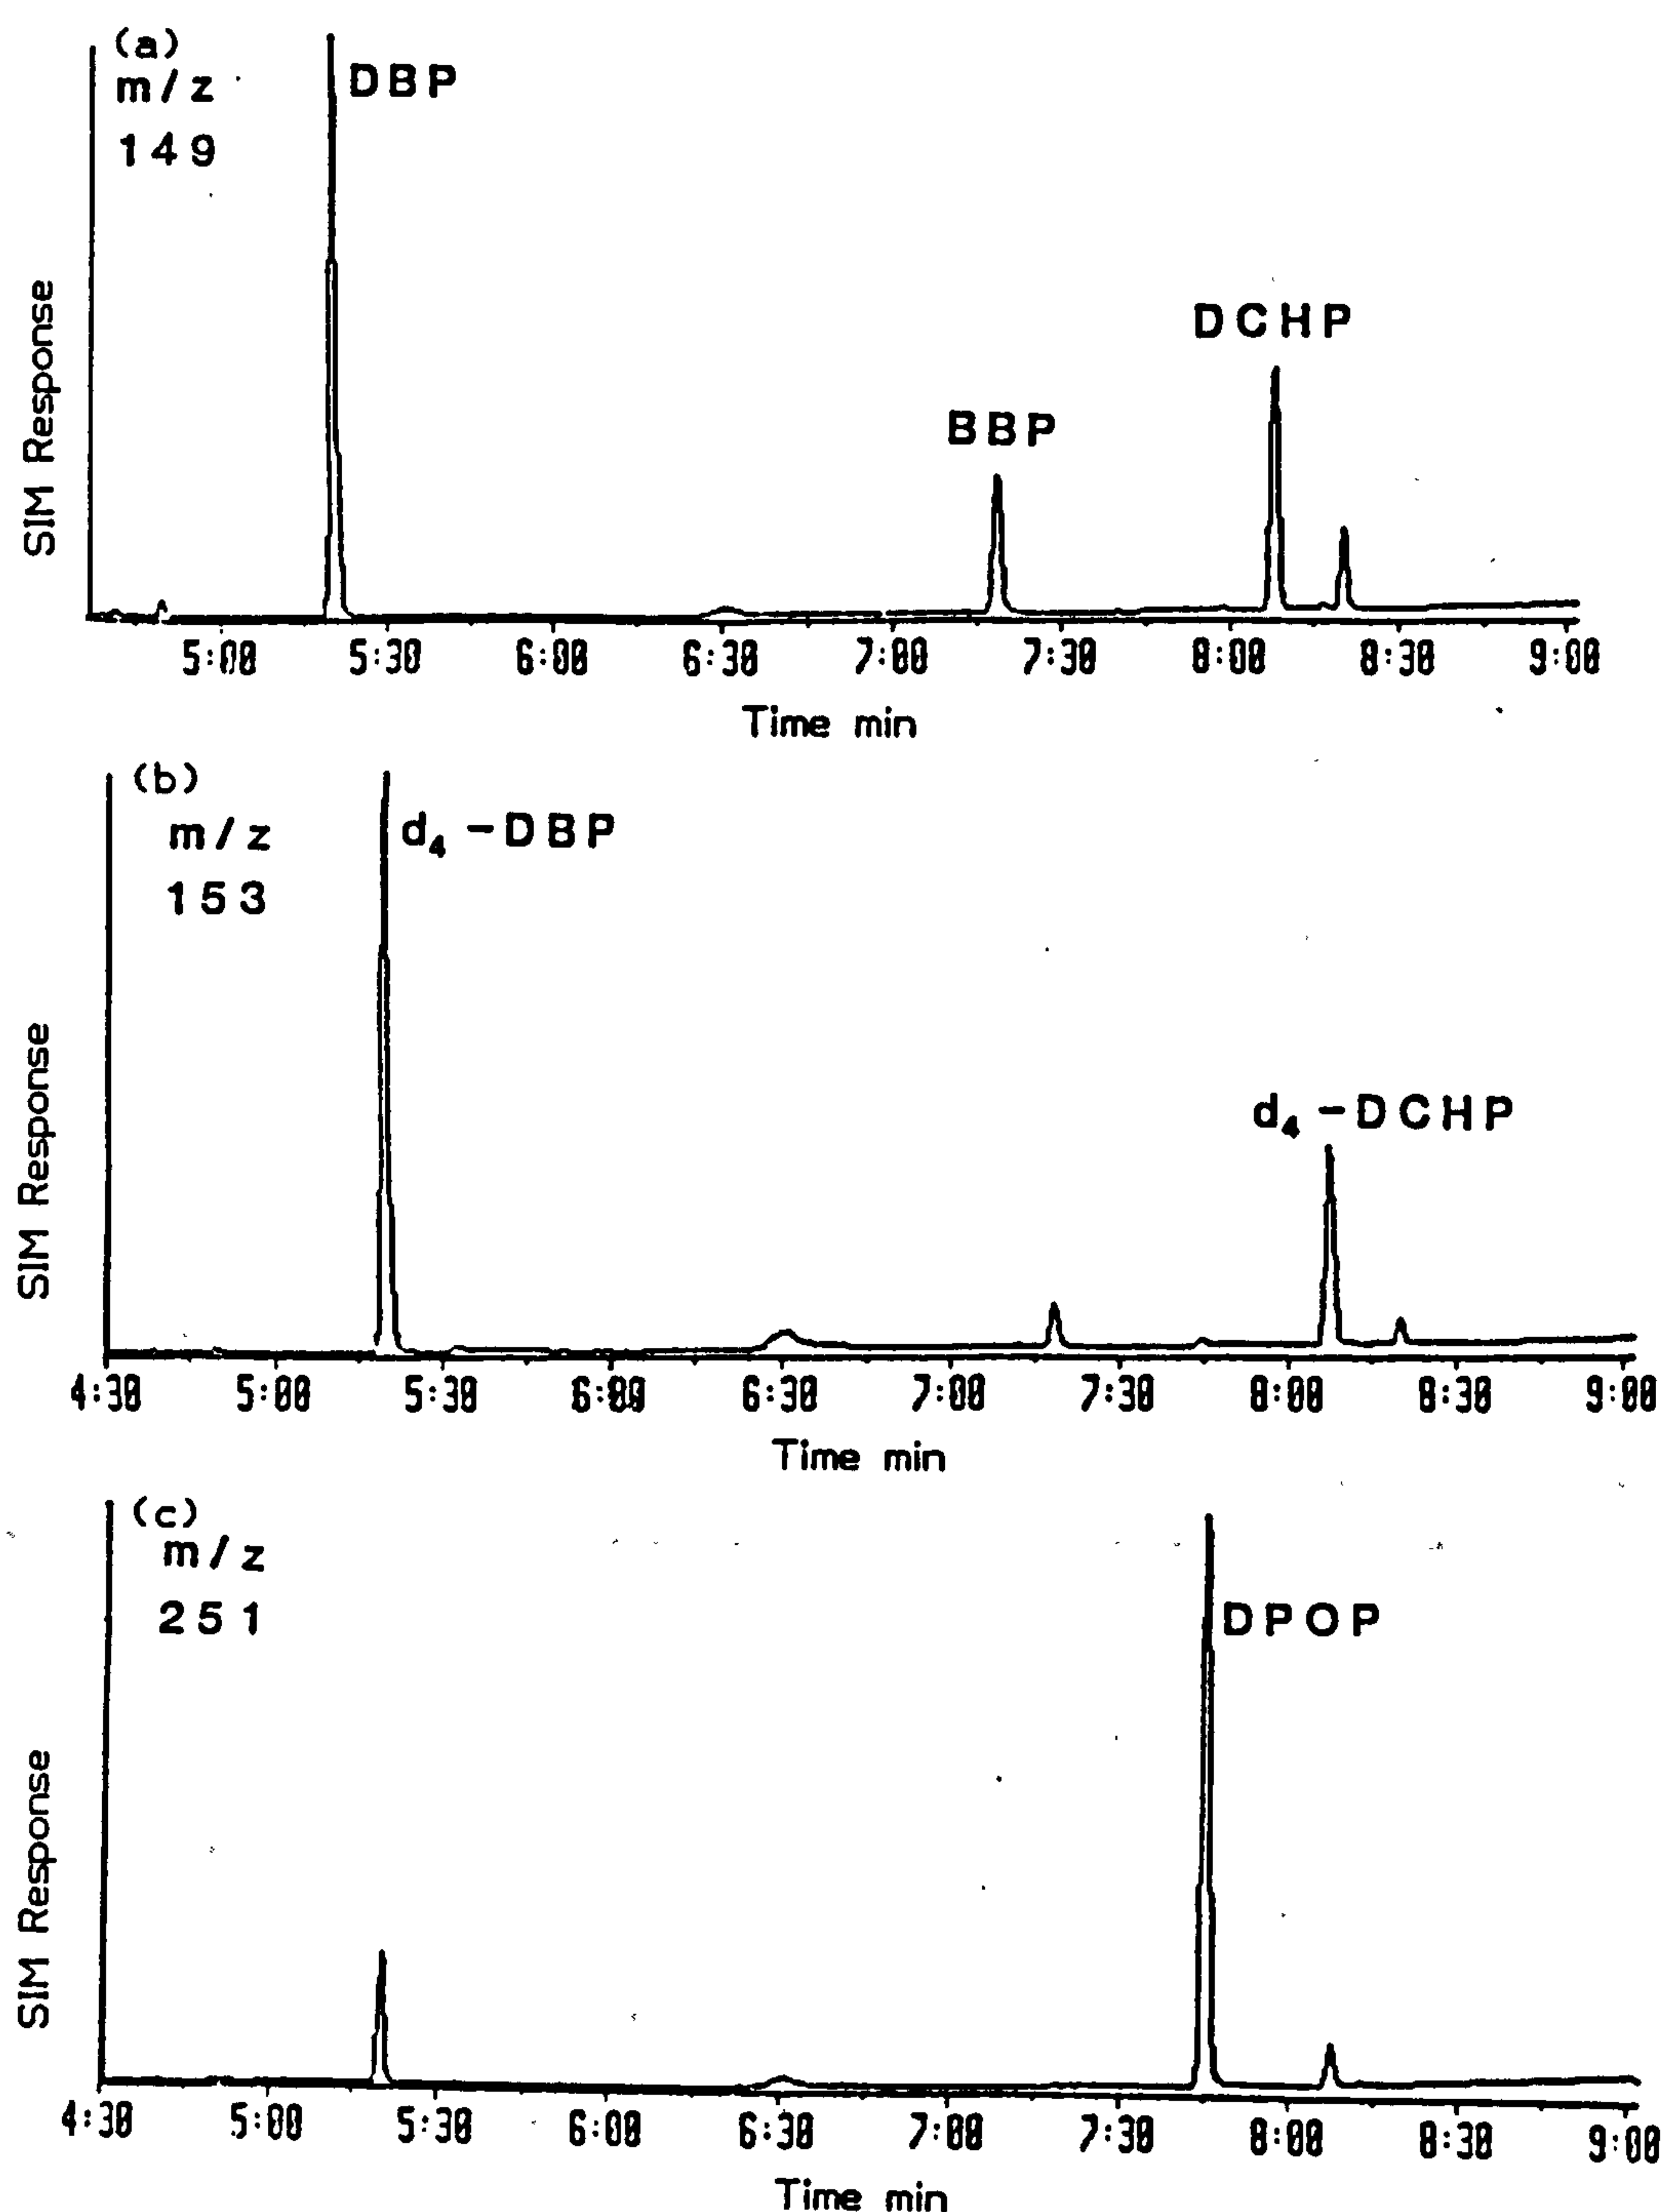 (a)
m/z
149
DBP
BBP
DCHP
SIM Response
5:00 5:30 6:00 6:30 7:00 7:30 8:00 8:30 9:00
Time min
(b)
m/z
153
d₄-DBP
d₄-DCHP
SIM Response
4:30 5:00 5:30 6:00 6:30 7:00 7:30 8:00 8:30 9:00
Time min
(c)
m/z
251
DPOP
SIM Response
4:30 5:00 5:30 6:00 6:30 7:00 7:30 8:00 8:30 9:00
Time min